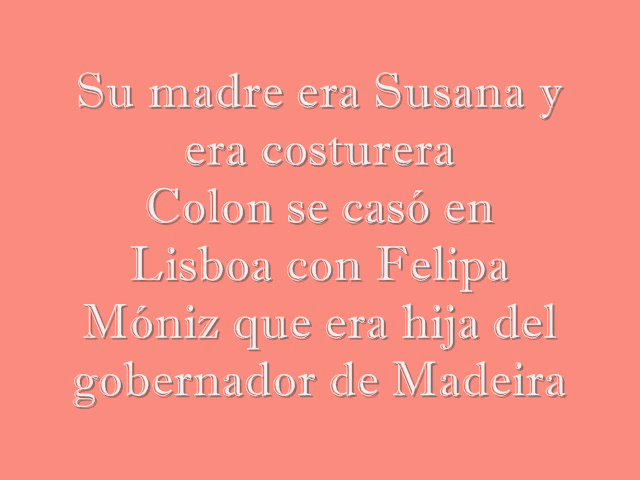 Su madre era Susana y
era costurera
Colon se casó en
Lisboa con Felipa
Móniz que era hija del
gobernador de Madeira